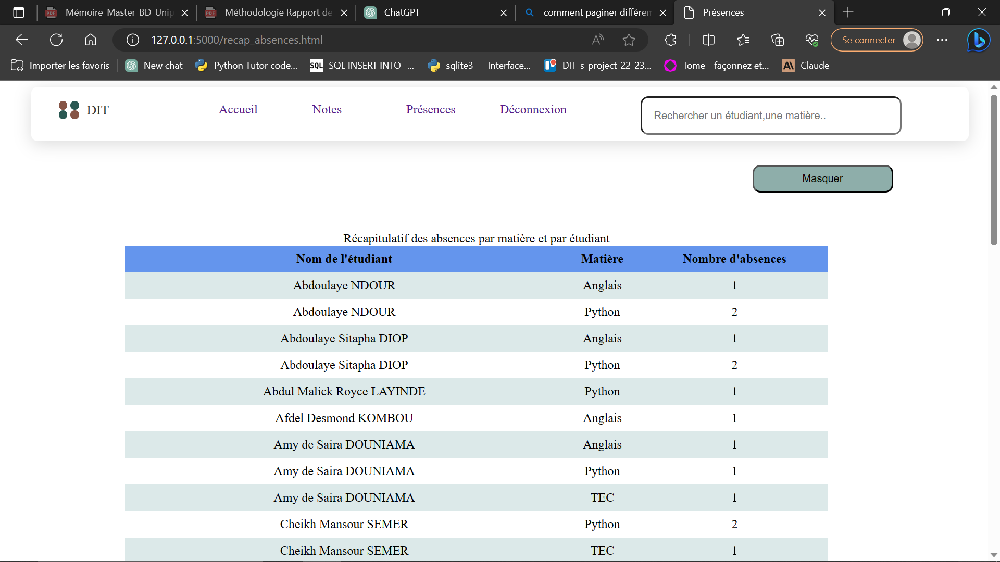 Mémoire_Master_BD_Unip
Méthodologie Rapport de
ChatGPT
comment paginer différem
Présences
127.0.0.1:5000/recap_absences.html
Se connecter
Importer les favoris
New chat
Python Tutor code...
SQL INSERT INTO -...
sqlite3 — Interface...
DIT-s-project-22-23...
Tome - façonnez et...
Claude
DIT
Accueil
Notes
Présences
Déconnexion
Rechercher un étudiant,une matière..
Masquer
Récapitulatif des absences par matière et par étudiant
Nom de l'étudiant Matière Nombre d'absences
Abdoulaye NDOUR Anglais 1
Abdoulaye NDOUR Python 2
Abdoulaye Sitapha DIOP Anglais 1
Abdoulaye Sitapha DIOP Python 2
Abdul Malick Royce LAYINDE Python 1
Afdel Desmond KOMBOU Anglais 1
Amy de Saira DOUNIAMA Anglais 1
Amy de Saira DOUNIAMA Python 1
Amy de Saira DOUNIAMA TEC 1
Cheikh Mansour SEMER Python 2
Cheikh Mansour SEMER TEC 1